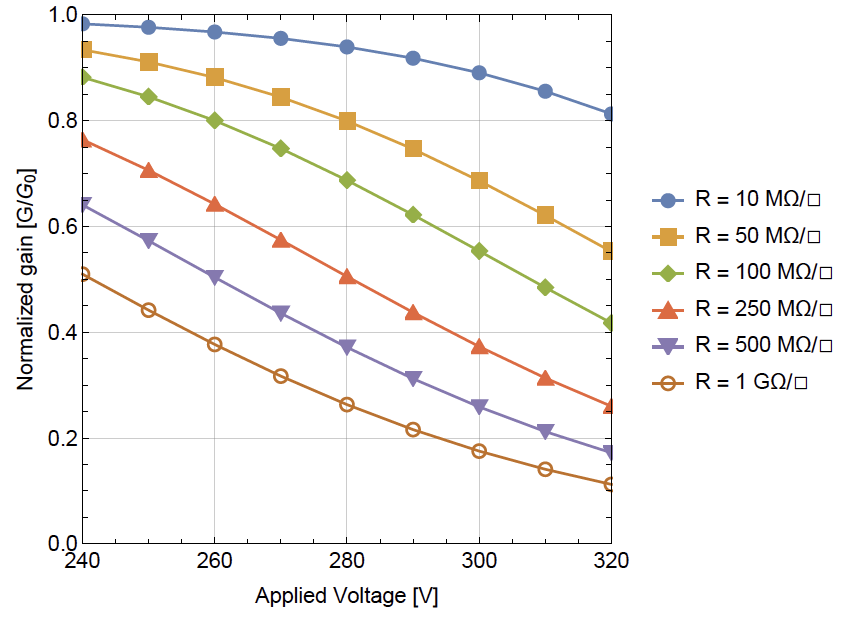 1.0
0.8
0.6
0.4
0.2
0.0
Normalized gain [G/G0]
240
260
280
300
320
Applied Voltage [V]
R = 10 MΩ/□
R = 50 MΩ/□
R = 100 MΩ/□
R = 250 MΩ/□
R = 500 MΩ/□
R = 1 GΩ/□